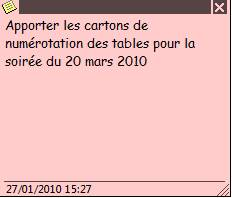 Apporter les cartons de
numérotation des tables pour la
soirée du 20 mars 2010
27/01/2010 15:27